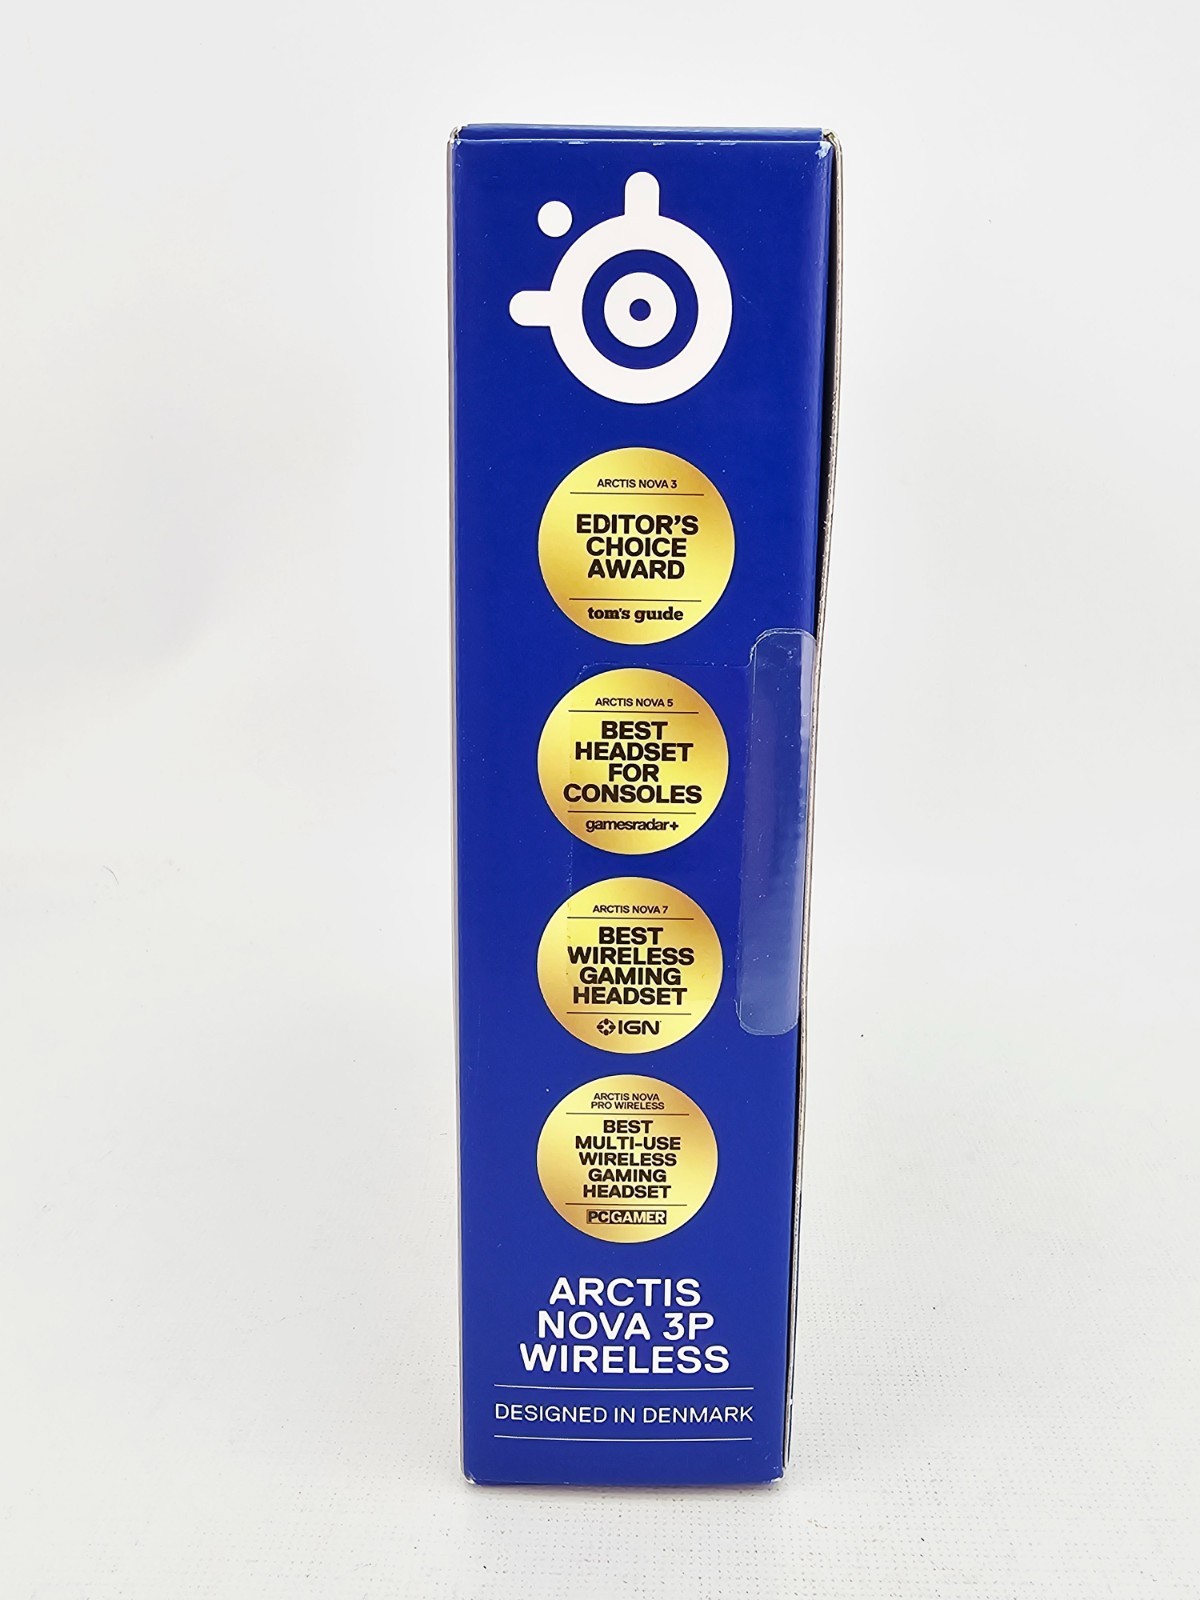 ARCTIS NOVA 3
EDITOR'S
CHOICE
AWARD
tom's guide
ARCTIS NOVA 5
BEST
HEADSET
FOR
CONSOLES
gamesradar+
ARCTIS NOVA 7
BEST
WIRELESS
GAMING
HEADSET
IGN
ARCTIS NOVA
PRO WIRELESS
BEST
MULTI-USE
WIRELESS
GAMING
HEADSET
PC GAMER
ARCTIS
NOVA 3P
WIRELESS
DESIGNED IN DENMARK